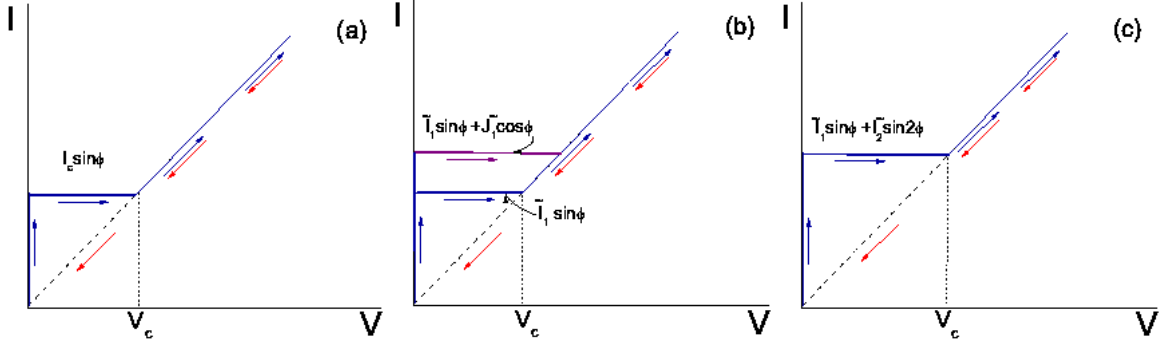 I
(a)
I_c sinϕ
V_c
V
I
(b)
Ĩ_1 sinϕ + J̃_1 cosϕ
Ĩ_1 sinϕ
V_c
V
I
(c)
Ĩ_1 sinϕ + Ĩ_2 sin2ϕ
V_c
V